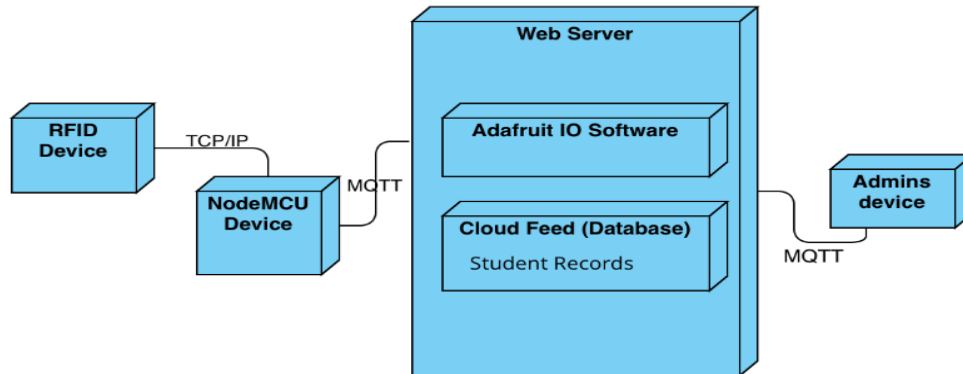 Web Server
RFID
Device
TCP/IP
Adafruit IO Software
MQTT
NodeMCU
Device
Admins
device
Cloud Feed (Database)
Student Records
MQTT